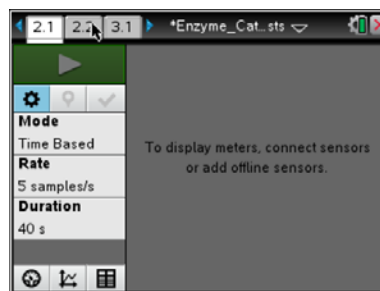 2.1 2.2 3.1 *Enzyme_Cat…sts
Mode
Time Based
Rate
5 samples/s
Duration
40 s
To display meters, connect sensors
or add offline sensors.